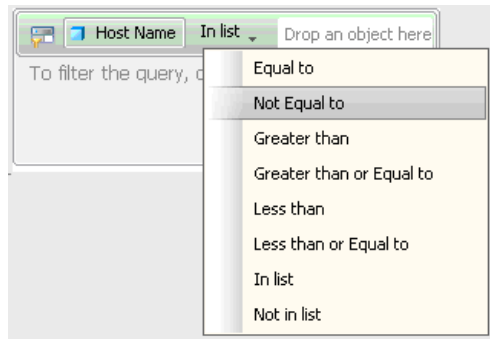 Host Name In list Drop an object here
To filter the query,
Equal to
Not Equal to
Greater than
Greater than or Equal to
Less than
Less than or Equal to
In list
Not in list